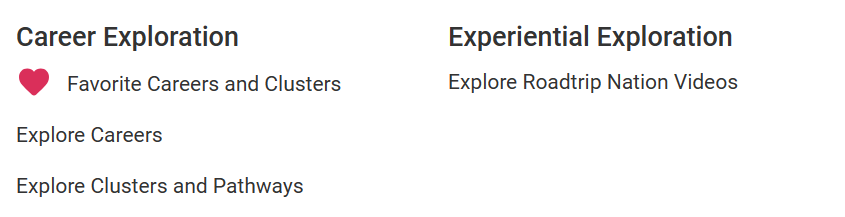 Career Exploration
Favorite Careers and Clusters
Explore Careers
Explore Clusters and Pathways
Experiential Exploration
Explore Roadtrip Nation Videos